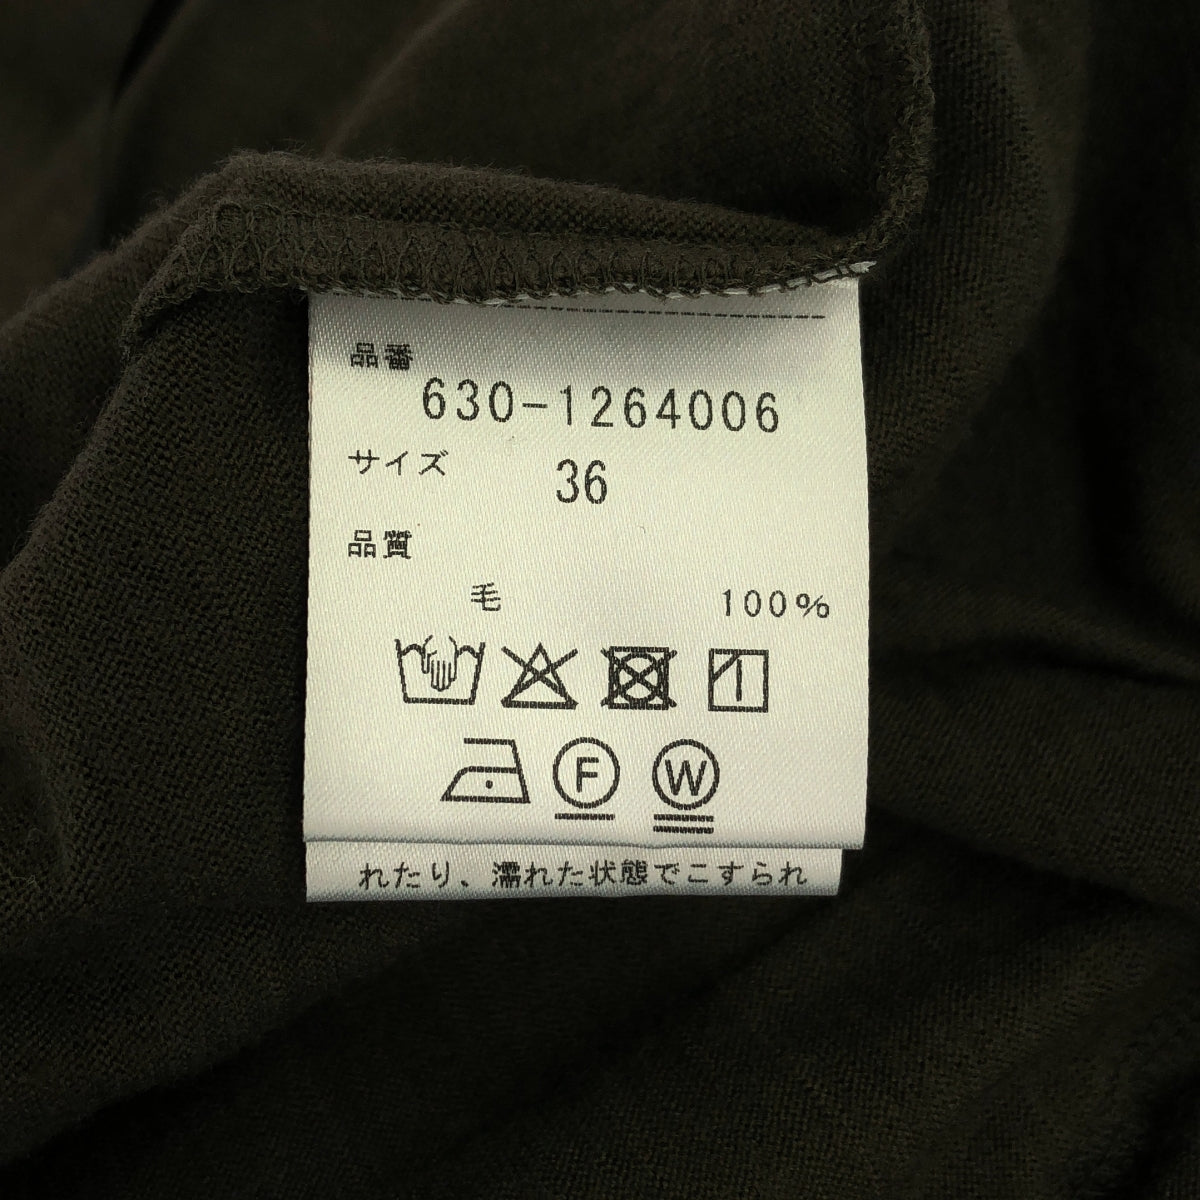 品番
630-1264006
サイズ 36
品質
毛 100%
F W
れたり、濡れた状態でこすられ